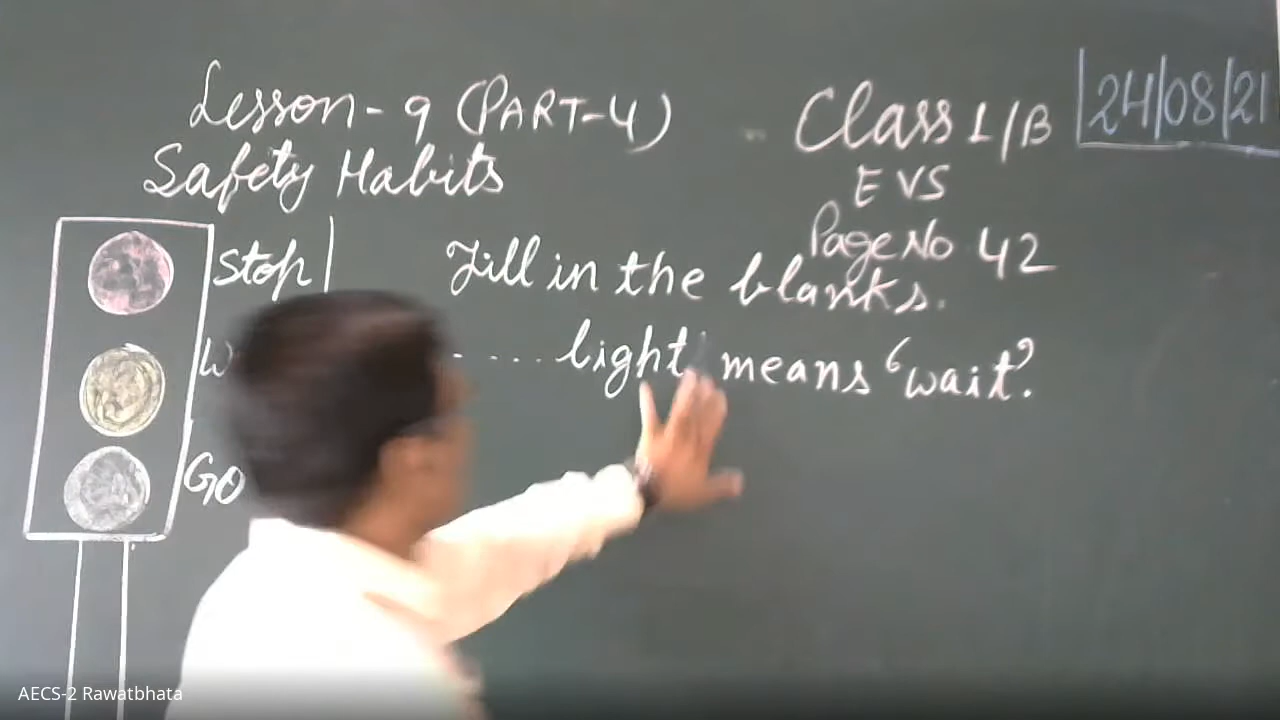 Lesson-9 (PART-4)
Safety Habits
Class I/B
EVS
Page No 42
24/08/21
Stop
Go
Fill in the blanks.
.... light means 'wait'.
AECS-2 Rawatbhata